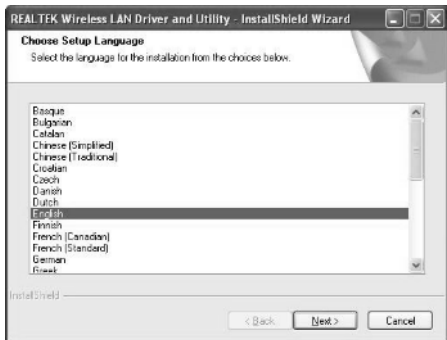 REALTEK Wireless LAN Driver and Utility - InstallShield Wizard
Choose Setup Language
Select the language for the installation from the choices below.
Basque
Bulgarian
Catalan
Chinese (Simplified)
Chinese (Traditional)
Croatian
Czech
Danish
Dutch
English
Finnish
French (Canadian)
French (Standard)
German
Greek
InstallShield
< Back
Next >
Cancel